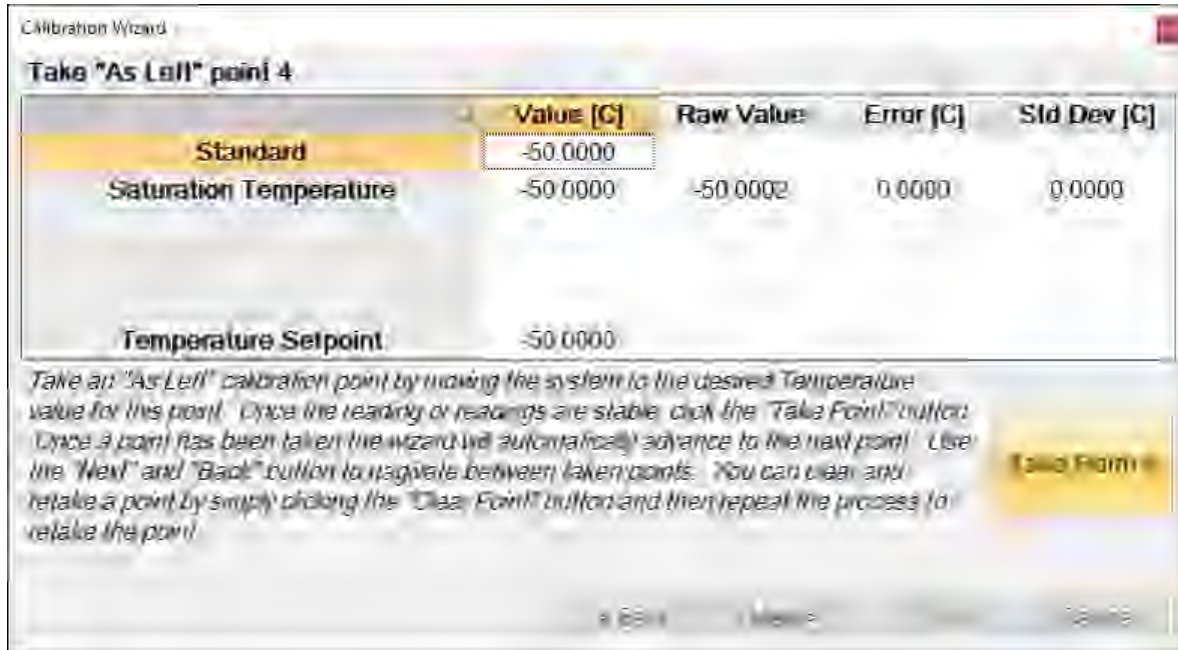 Calibration Wizard
Take "As Left" point 4
Value [C] Raw Value Error [C] Std Dev [C]
Standard -50.0000
Saturation Temperature -50.0000 -50.0002 0.0000 0.0000
Temperature Setpoint -50.0000
Take an "As Left" calibration point by moving the system to the desired Temperature
value for this point. Once the reading or readings are stable, click the "Take Point" button.
Once a point has been taken the wizard will automatically advance to the next point. Use
the "Next" and "Back" button to nagivate between taken points. You can clear and
retake a point by simply clicking the "Clear Point" button and then repeat the process to
retake the point.
Take Point 4
< Back